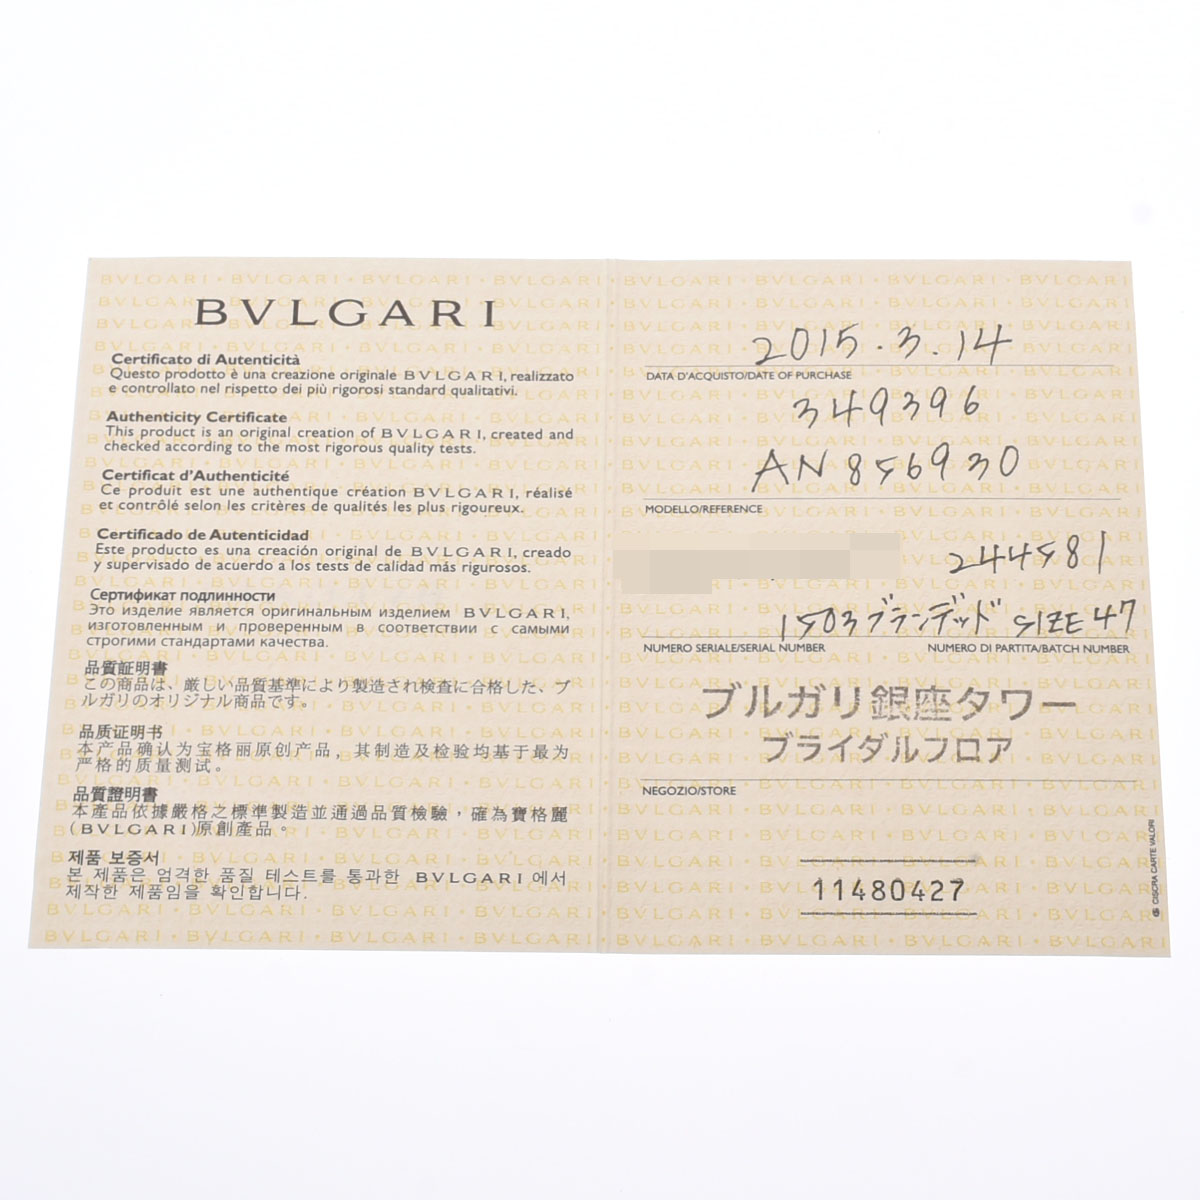 BVLGARI
Certificato di Autenticità
Questo prodotto è una creazione originale BVLGARI, realizzato
e controllato nel rispetto dei più rigorosi standard qualitativi.
Authenticity Certificate
This product is an original creation of BVLGARI, created and
checked according to the most rigorous quality tests.
Certificat d'Authenticité
Ce produit est une authentique création BVLGARI, réalisé
et contrôlé selon les critères de qualités les plus rigoureux.
Certificado de Autenticidad
Este producto es una creación original de BVLGARI, creado
y supervisado de acuerdo a los tests de calidad más rigurosos.
Сертификат подлинности
Это изделие является оригинальным изделием BVLGARI,
изготовленным и проверенным в соответствии с самыми
строгими стандартами качества.
品質証明書
この商品は、厳しい品質基準により製造され検査に合格した、ブ
ルガリのオリジナル商品です。
品质证明书
本产品确认为宝格丽原创产品，其制造及检验均基于最为
严格的质量测试。
品質證明書
本產品依據嚴格之標準製造並通過品質檢驗，確為寶格麗
(BVLGARI)原創產品。
제품 보증서
본 제품은 엄격한 품질 테스트를 통과한 BVLGARI 에서
제작한 제품임을 확인합니다.
2015.3.14
DATA D'ACQUISTO/DATE OF PURCHASE
349396
AN856930
MODELLO/REFERENCE
244581
1503ブランデッド SIZE 47
NUMERO SERIALE/SERIAL NUMBER NUMERO DI PARTITA/BATCH NUMBER
ブルガリ銀座タワー
ブライダルフロア
NEGOZIO/STORE
11480427
CISCRA CARTE VALORI